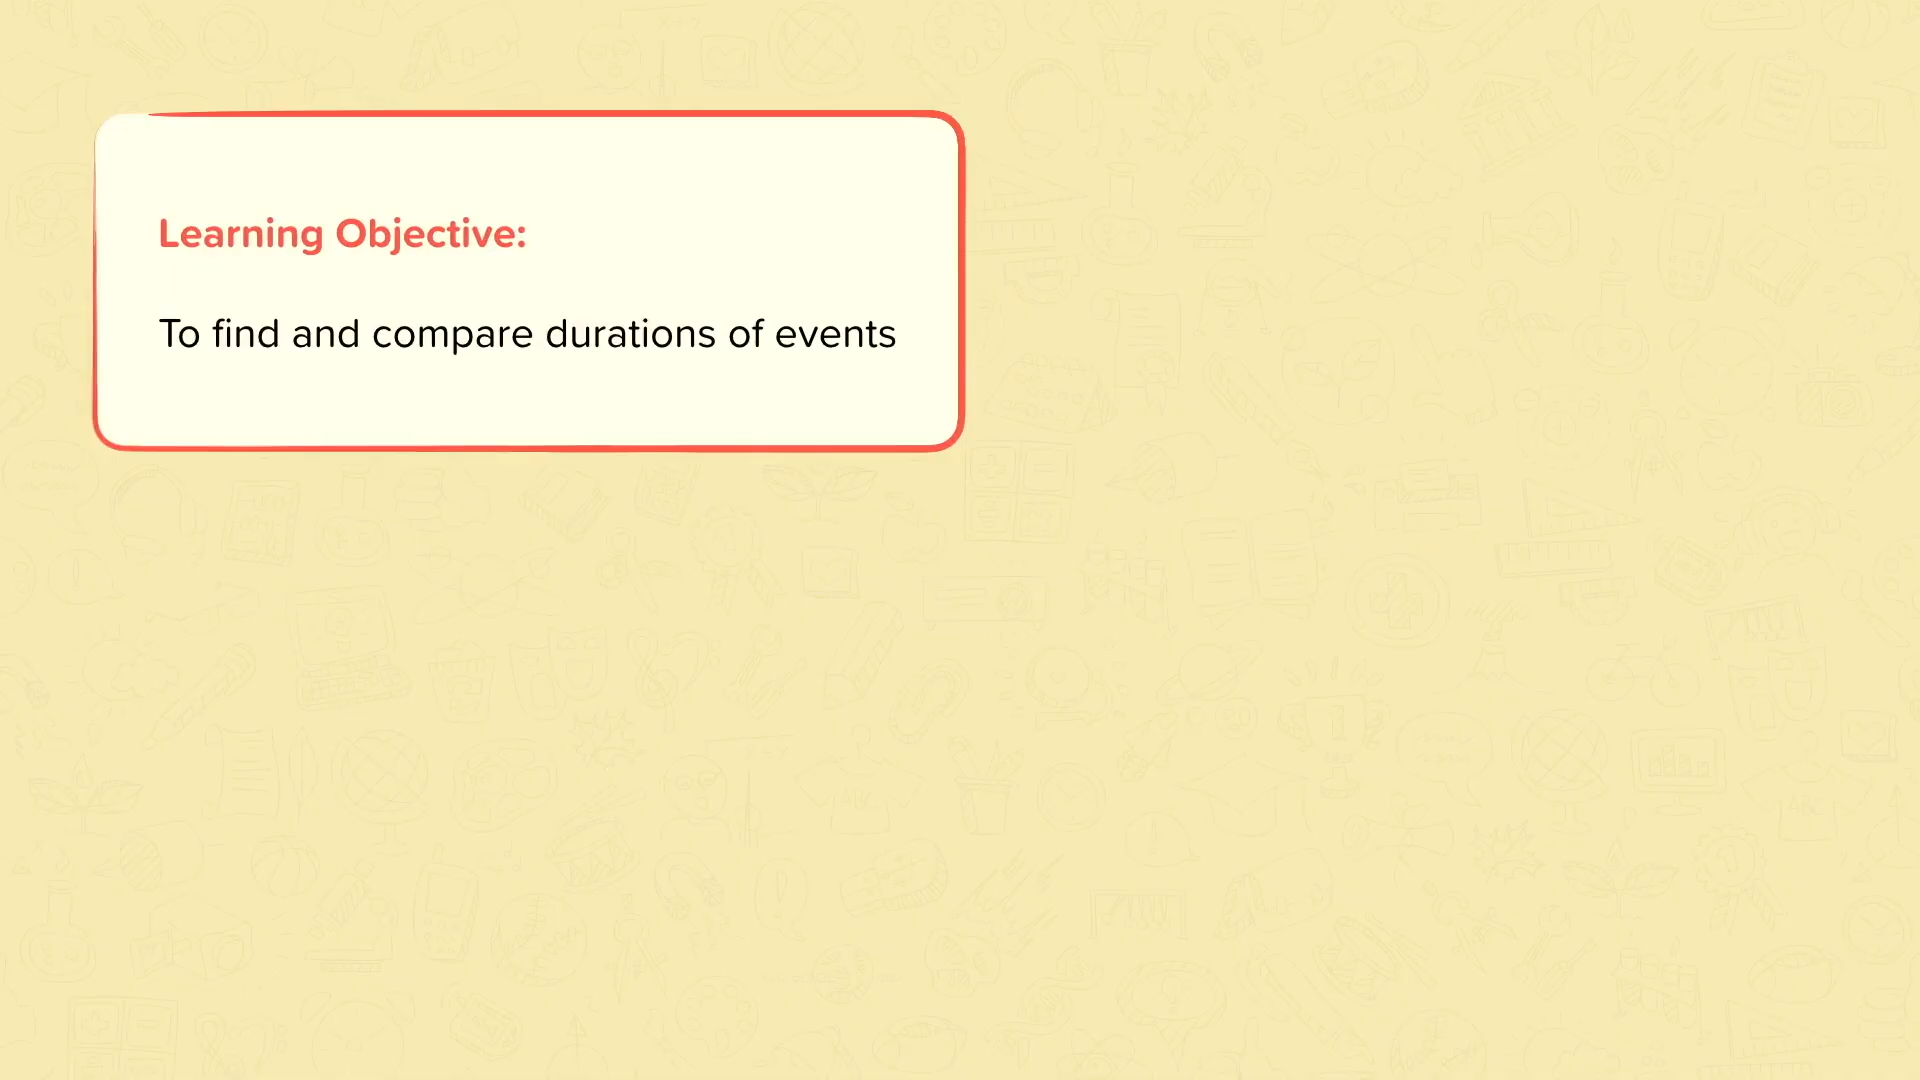 Learning Objective:
To find and compare durations of events